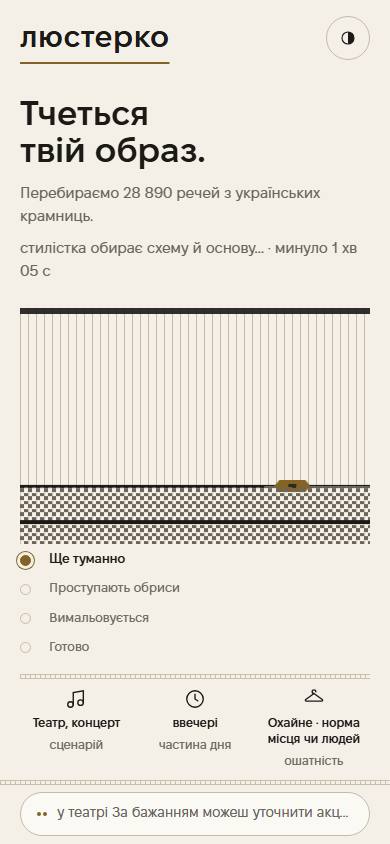 люстерко
Тчеться
твій образ.
Перебираємо 28 890 речей з українських
крамниць.
стилістка обирає схему й основу... · минуло 1 хв
05 с
Ще туманно
Проступають обриси
Вимальовується
Готово
Театр, концерт
сценарій
ввечері
частина дня
Охайне · норма
місця чи людей
ошатність
у театрі За бажанням можеш уточнити акц...